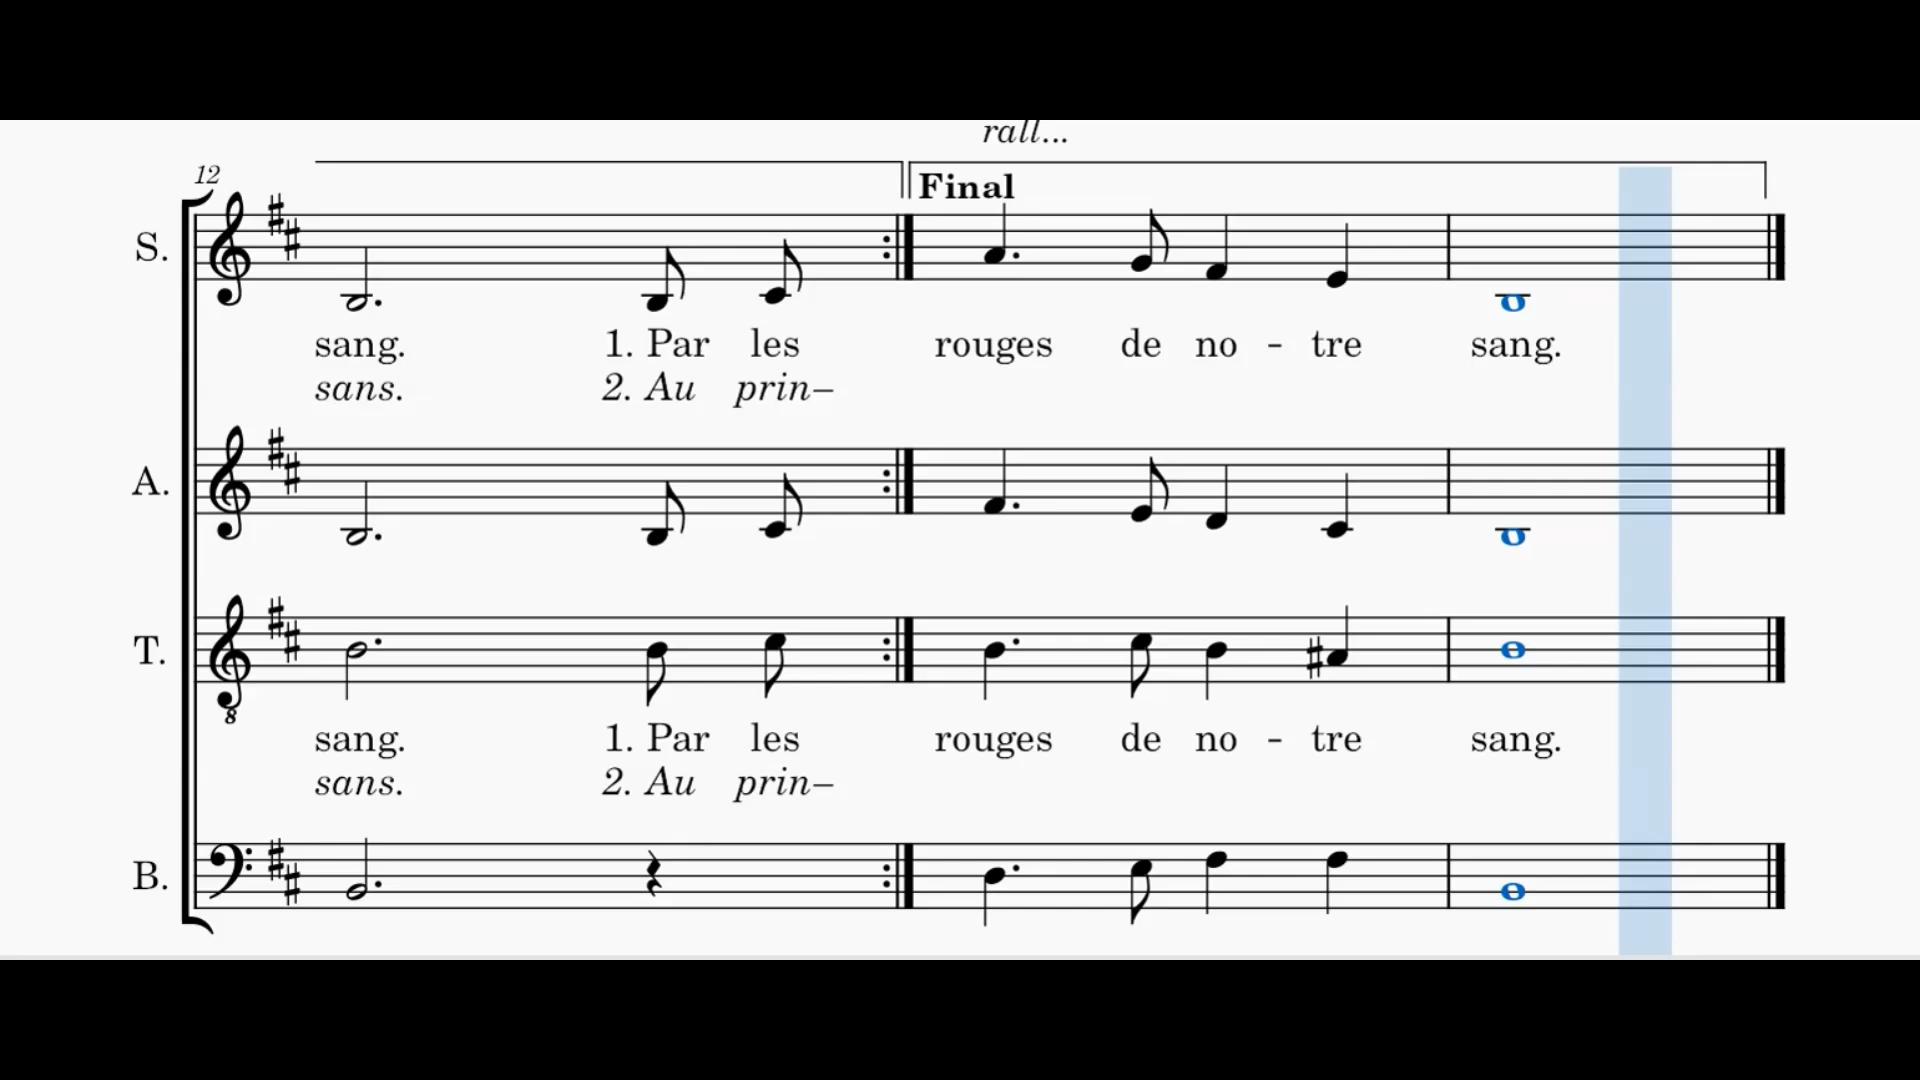 rall...
12
Final
S.
sang. 1. Par les rouges de no - tre sang.
sans. 2. Au prin–
A.
T.
8
sang. 1. Par les rouges de no - tre sang.
sans. 2. Au prin–
B.